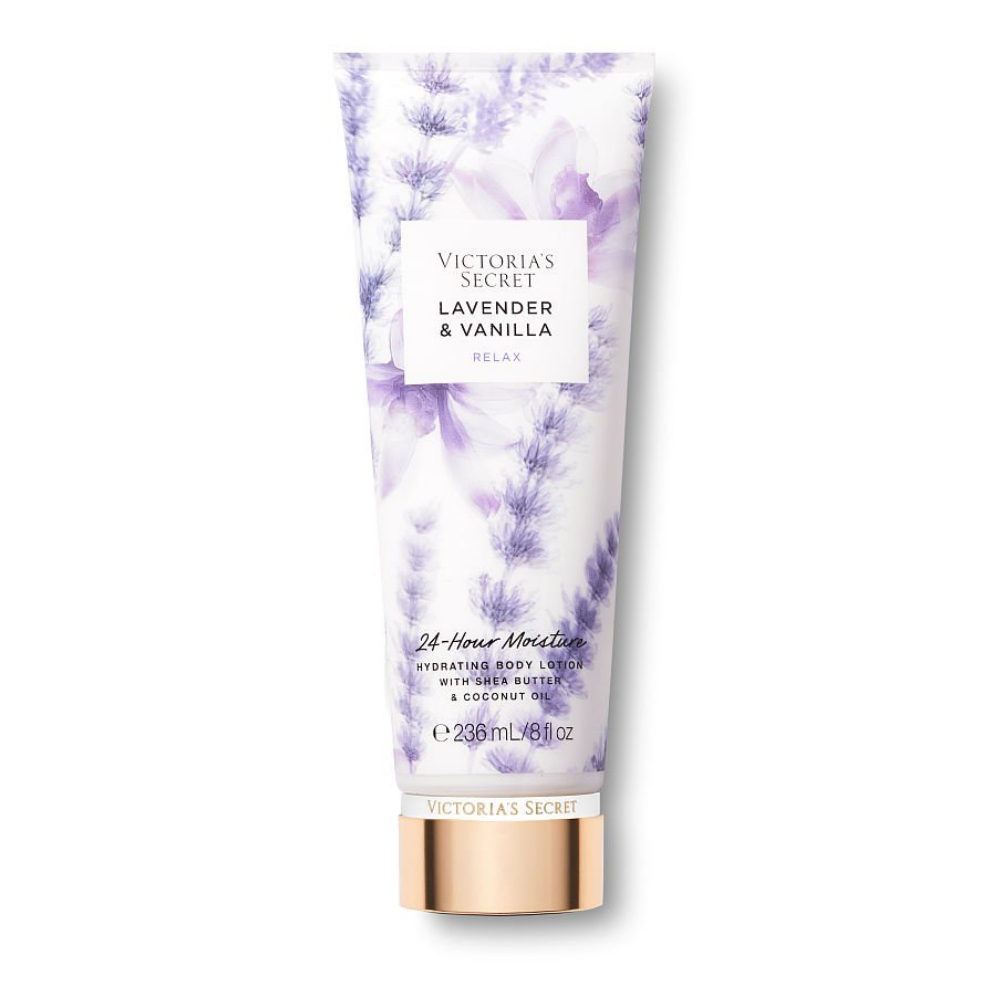 VICTORIA'S
SECRET
LAVENDER
& VANILLA
RELAX
24-Hour Moisture
HYDRATING BODY LOTION
WITH SHEA BUTTER
& COCONUT OIL
℮ 236 mL/8 fl oz
VICTORIA'S SECRET